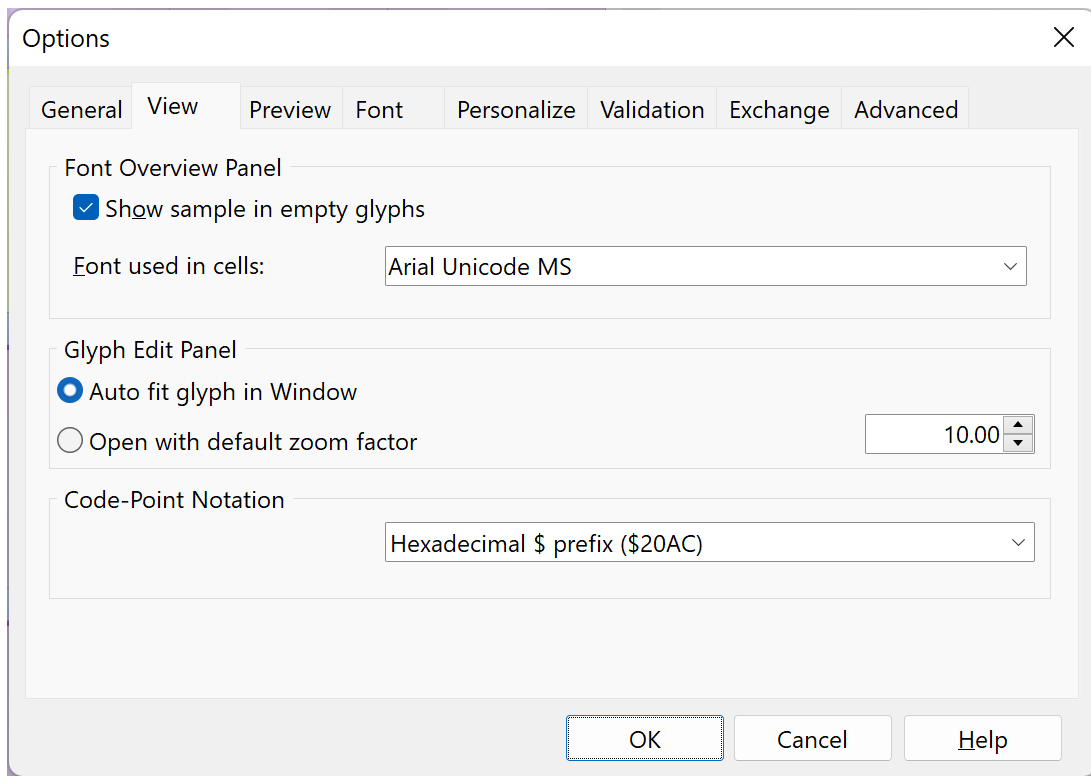 Options
General View Preview Font Personalize Validation Exchange Advanced
Font Overview Panel
Show sample in empty glyphs
Font used in cells: Arial Unicode MS
Glyph Edit Panel
Auto fit glyph in Window
Open with default zoom factor 10.00
Code-Point Notation
Hexadecimal $ prefix ($20AC)
OK Cancel Help